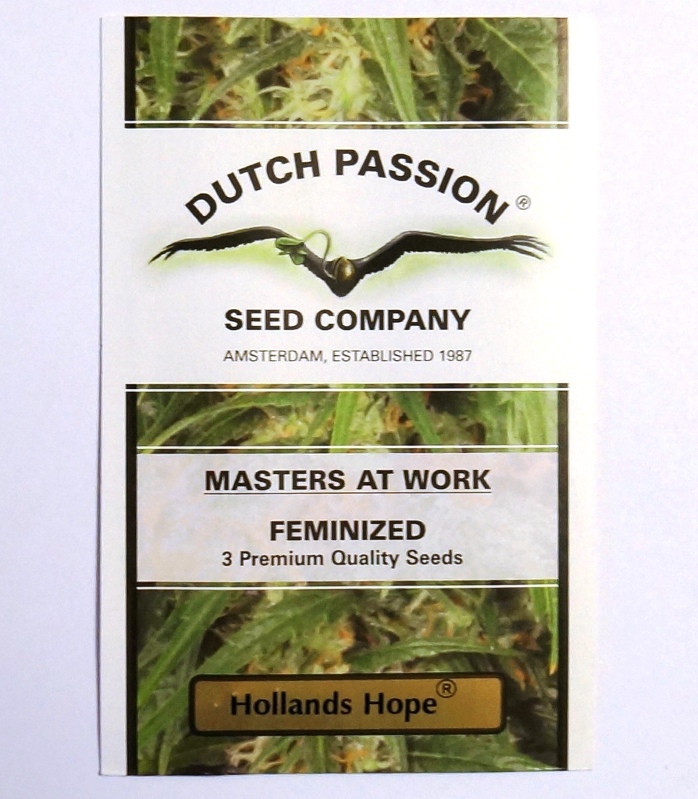 DUTCH PASSION®
SEED COMPANY
AMSTERDAM, ESTABLISHED 1987
MASTERS AT WORK
FEMINIZED
3 Premium Quality Seeds
Hollands Hope®